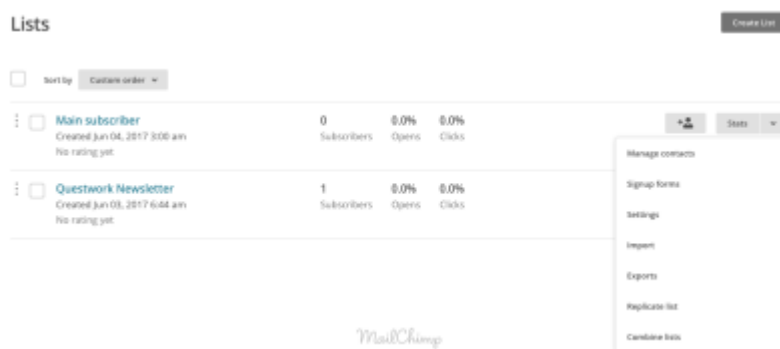 Lists
Create List
Sort by Custom order
Main subscriber 0 0.0% 0.0% Stats
Created Jun 04, 2017 3:00 am Subscribers Opens Clicks
No rating yet
Manage contacts
Signup forms
Questwork Newsletter 1 0.0% 0.0%
Created Jun 03, 2017 6:44 am Subscribers Opens Clicks
No rating yet
Settings
Import
Exports
Replicate list
Combine lists
MailChimp